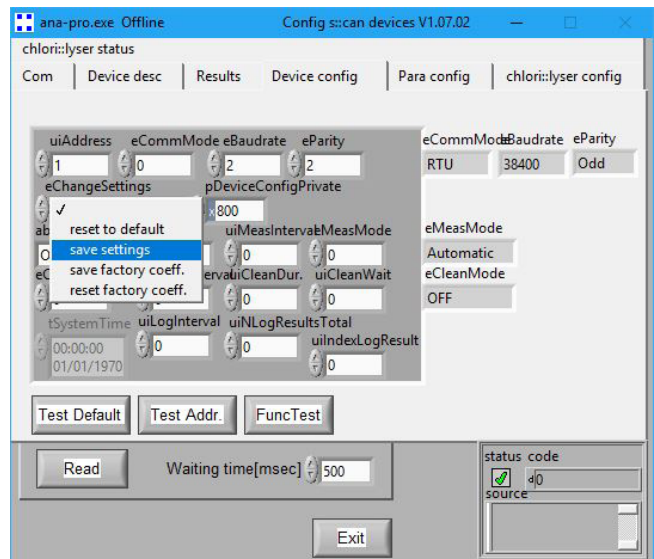 ana-pro.exe Offline Config s::can devices V1.07.02
chlori::lyser status
Com Device desc Results Device config Para config chlori::lyser config
uiAddress eCommMode eBaudrate eParity eCommMode eBaudrate eParity
1 0 2 2 RTU 38400 Odd
eChangeSettings pDeviceConfigPrivate
x800
reset to default
save settings
save factory coeff.
reset factory coeff.
uiMeasInterval eMeasMode eMeasMode
0 0 Automatic
uiCleanDur. uiCleanWait eCleanMode
0 0 OFF
tSystemTime uiLogInterval uiNLogResultsTotal
uiIndexLogResult
00:00:00 0 0
01/01/1970 0
Test Default Test Addr. FuncTest
Read Waiting time[msec] 500
status code
d0
source
Exit